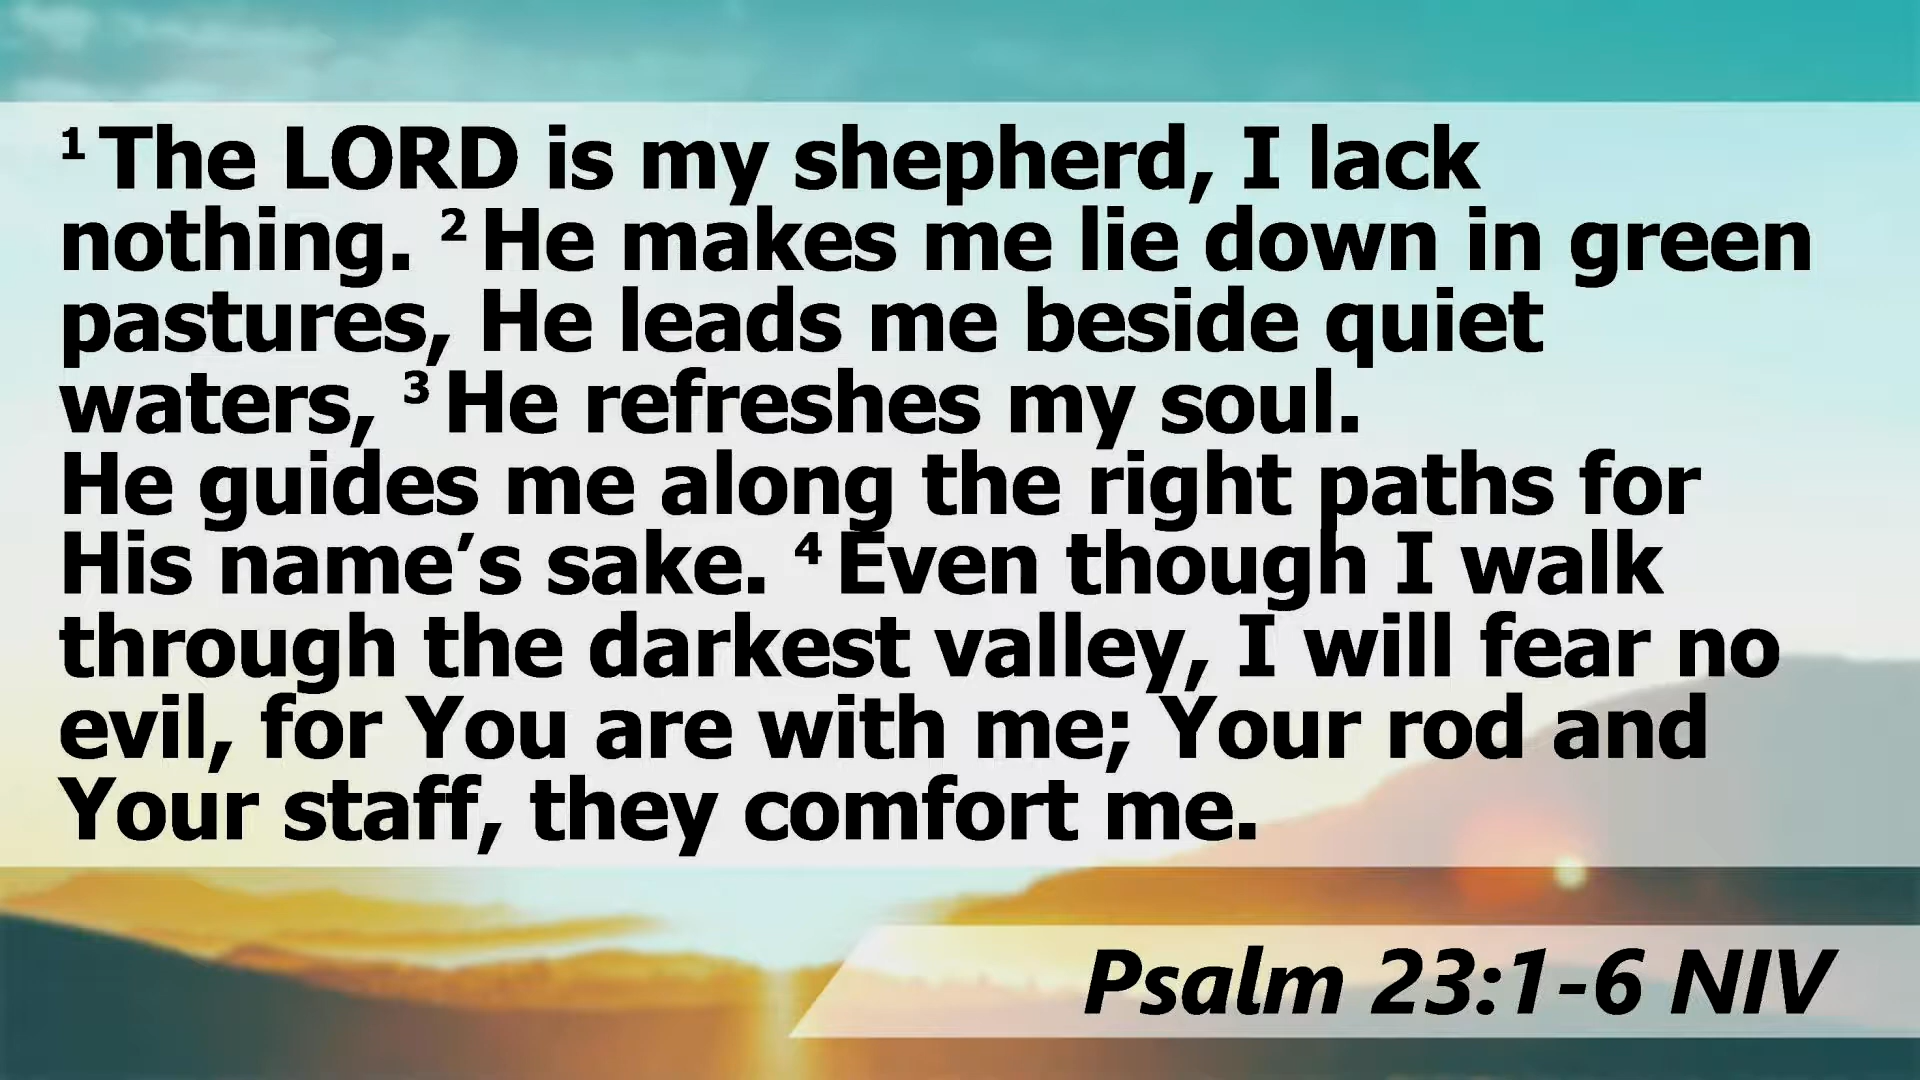 1 The LORD is my shepherd, I lack
nothing. 2 He makes me lie down in green
pastures, He leads me beside quiet
waters, 3 He refreshes my soul.
He guides me along the right paths for
His name’s sake. 4 Even though I walk
through the darkest valley, I will fear no
evil, for You are with me; Your rod and
Your staff, they comfort me.
Psalm 23:1-6 NIV